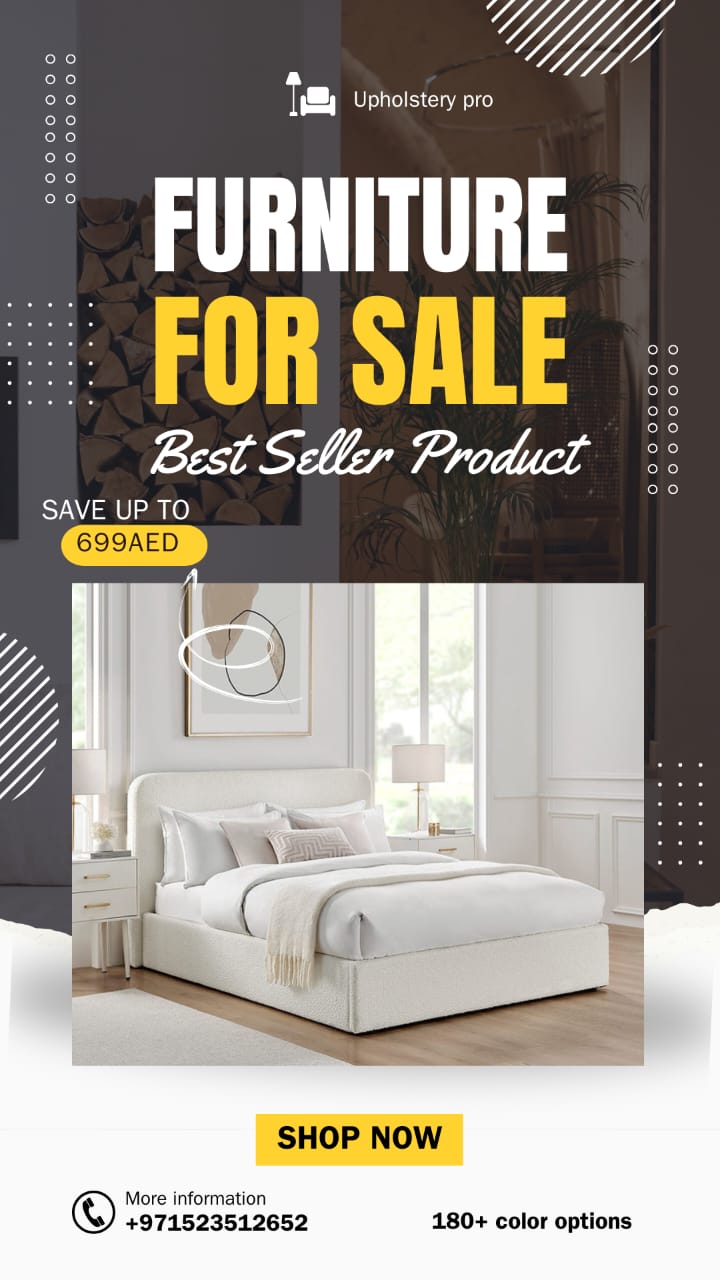 Upholstery pro
FURNITURE
FOR SALE
Best Seller Product
SAVE UP TO
699AED
SHOP NOW
More information
+971523512652
180+ color options